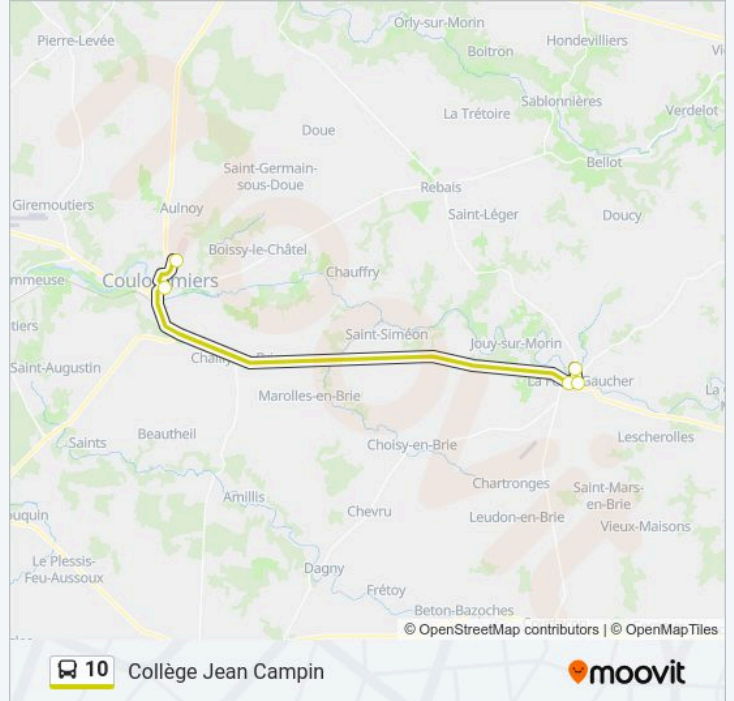 Orly-sur-Morin
Pierre-Levée
Hondevilliers
Boitron
Sablonnières
La Trétoire
Verdelot
Doue
Bellot
Saint-Germain-
sous-Doue
Rebais
Giremoutiers
Aulnoy
Saint-Léger
Doucy
Boissy-le-Châtel
Chauffry
Saint-Siméon
Jouy-sur-Morin
Saint-Augustin
Marolles-en-Brie
Beautheil
Lescherolles
Saints
Choisy-en-Brie
Chartronges
Saint-Mars-
en-Brie
Amillis
Chevru
Leudon-en-Brie
Vieux-Maisons
Le Plessis-
Feu-Aussoux
Dagny
Frétoy
Beton-Bazoches
© OpenStreetMap contributors | © OpenMapTiles
10 Collège Jean Campin
moovit